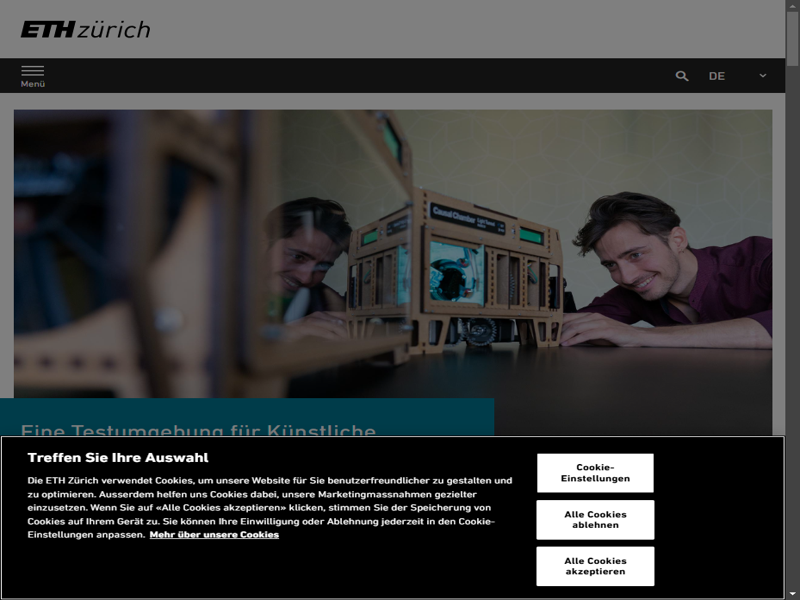 ETH zürich
Menü
DE
Causal Chamber
Eine Testumgebung für Künstliche
Treffen Sie Ihre Auswahl
Die ETH Zürich verwendet Cookies, um unsere Website für Sie benutzerfreundlicher zu gestalten und
zu optimieren. Ausserdem helfen uns Cookies dabei, unsere Marketingmassnahmen gezielter
einzusetzen. Wenn Sie auf «Alle Cookies akzeptieren» klicken, stimmen Sie der Speicherung von
Cookies auf Ihrem Gerät zu. Sie können Ihre Einwilligung oder Ablehnung jederzeit in den Cookie-
Einstellungen anpassen. Mehr über unsere Cookies
Cookie-
Einstellungen
Alle Cookies
ablehnen
Alle Cookies
akzeptieren